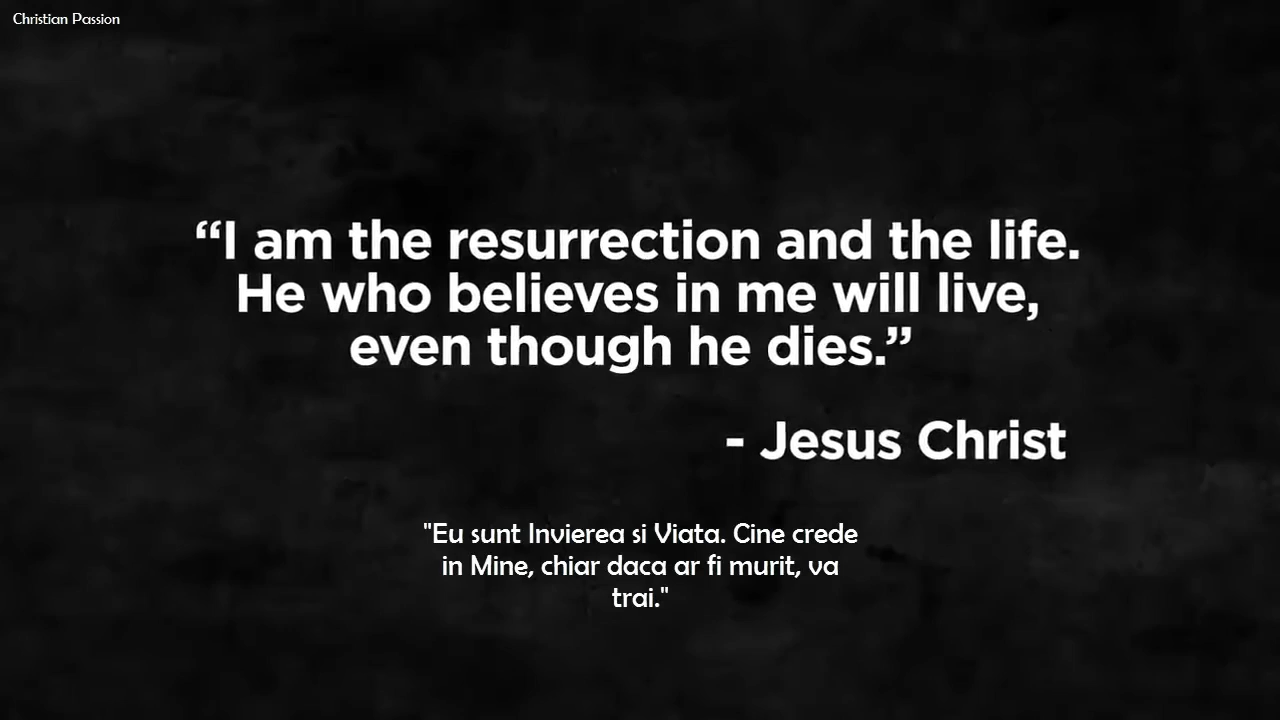 Christian Passion
“I am the resurrection and the life.
He who believes in me will live,
even though he dies.”
- Jesus Christ
"Eu sunt Invierea si Viata. Cine crede
in Mine, chiar daca ar fi murit, va
trai."